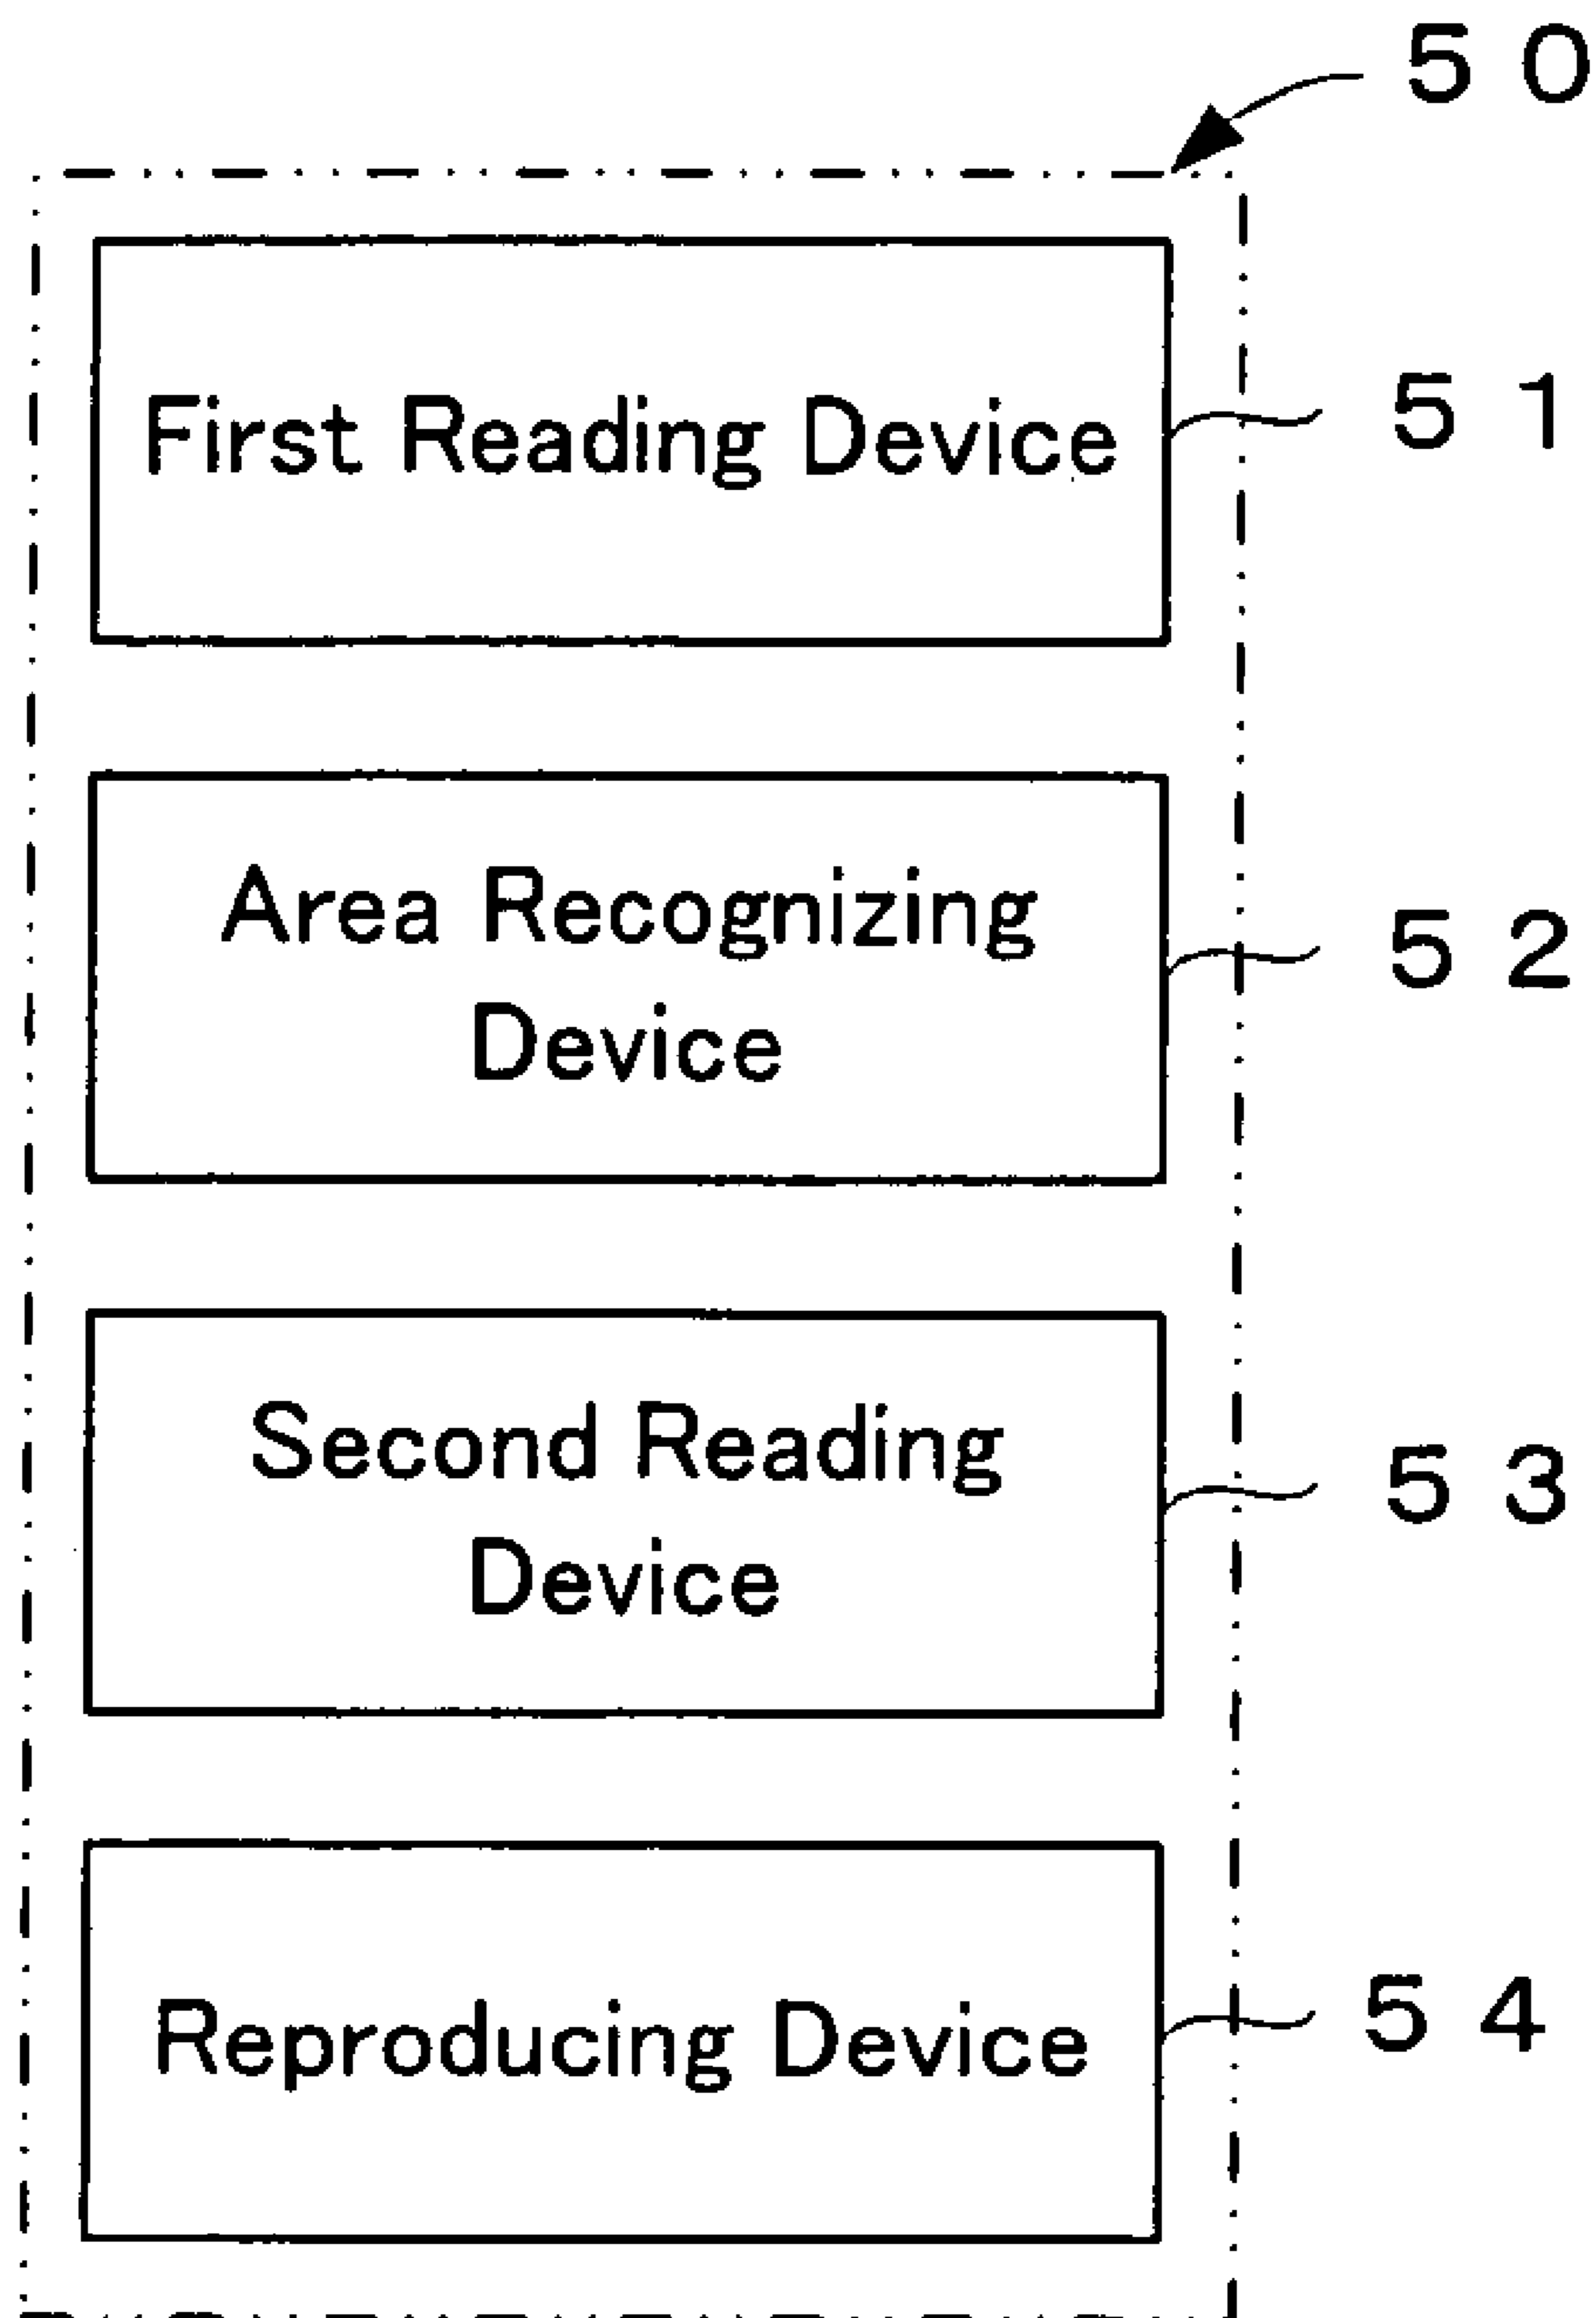 50
First Reading Device
51
Area Recognizing
Device
52
Second Reading
Device
53
Reproducing Device
54